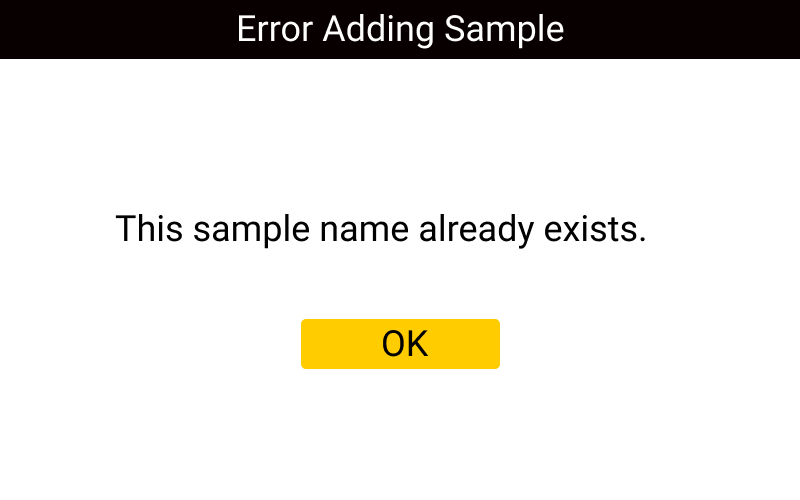 Error Adding Sample
This sample name already exists.
OK